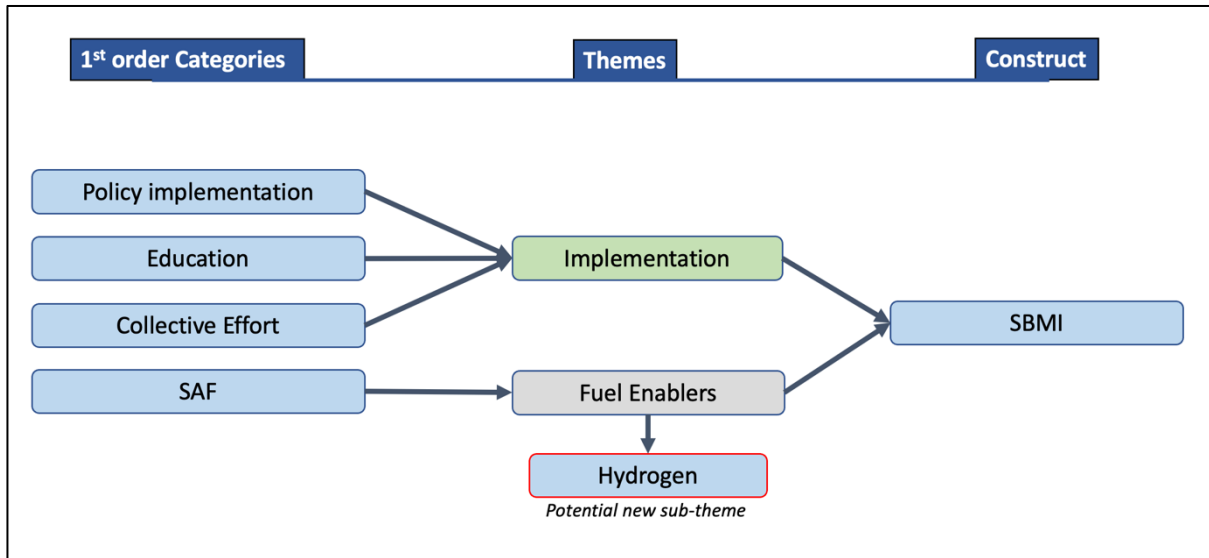 1st order Categories
Themes
Construct
Policy implementation
Education
Implementation
Collective Effort
SBMI
SAF
Fuel Enablers
Hydrogen
Potential new sub-theme